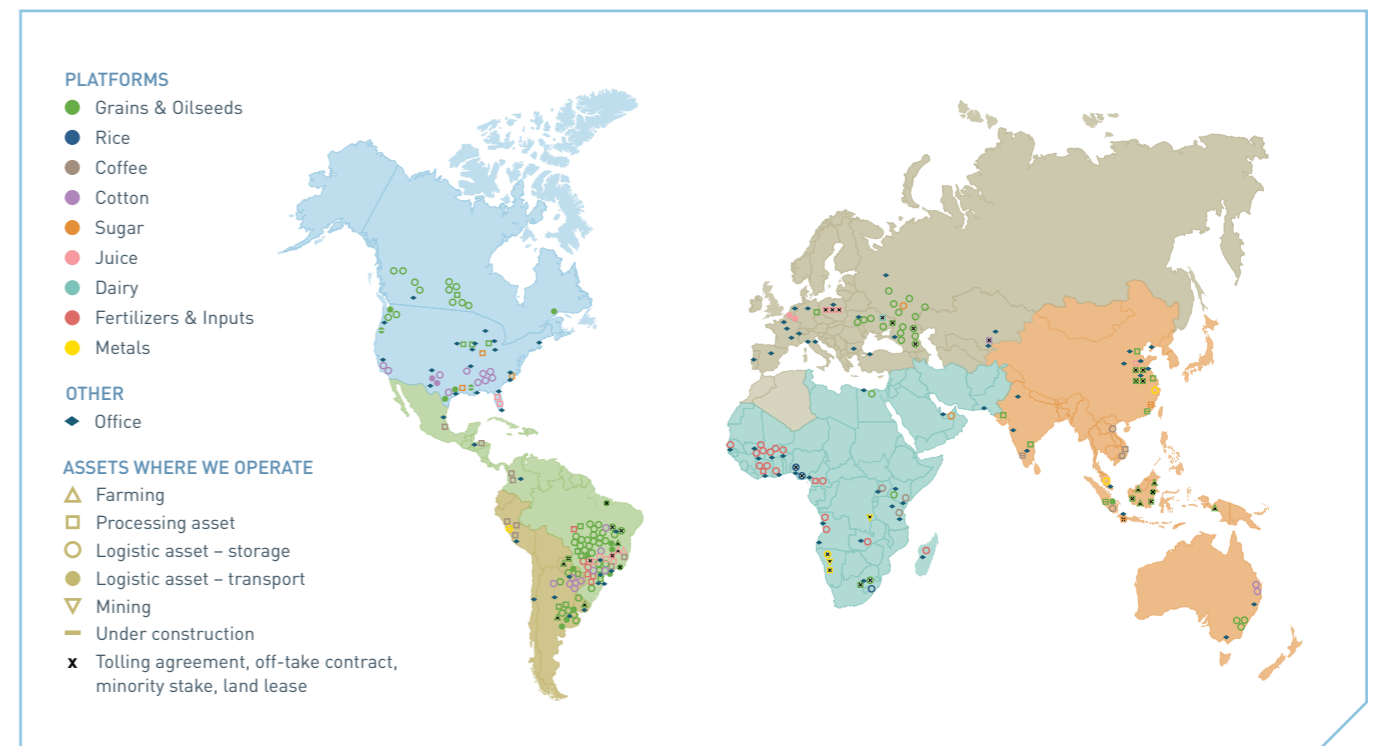 PLATFORMS
Grains & Oilseeds
Rice
Coffee
Cotton
Sugar
Juice
Dairy
Fertilizers & Inputs
Metals
OTHER
Office
ASSETS WHERE WE OPERATE
Farming
Processing asset
Logistic asset – storage
Logistic asset – transport
Mining
Under construction
x Tolling agreement, off-take contract,
minority stake, land lease